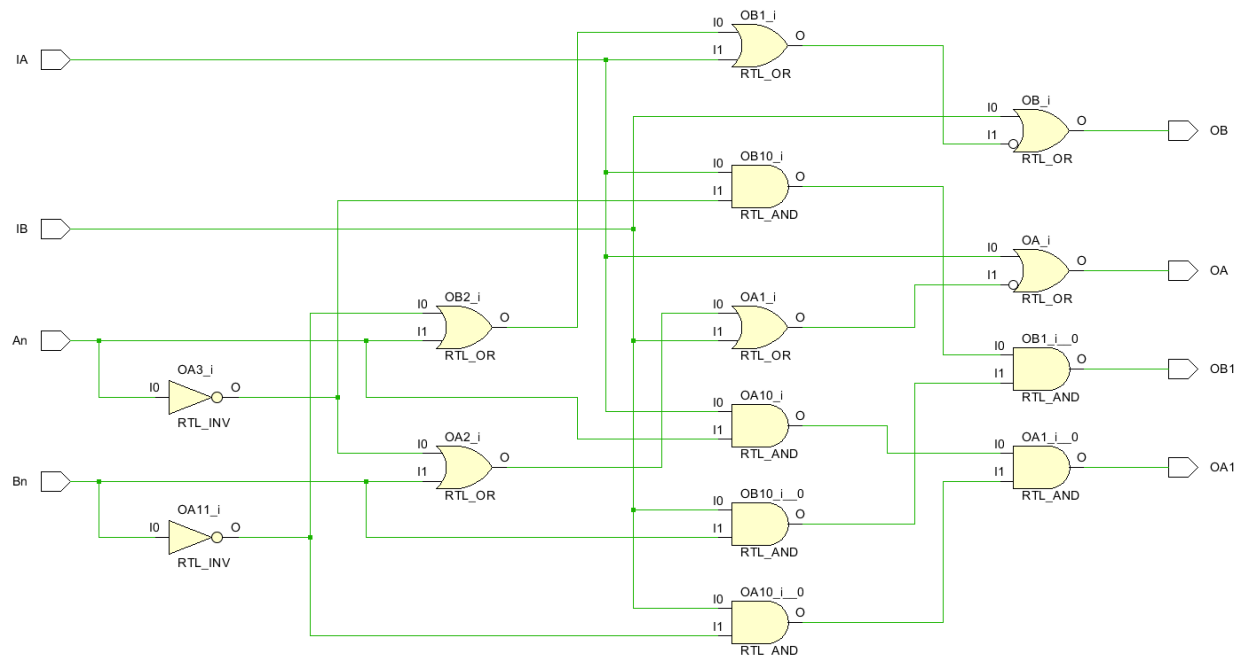 OB1_i
I0
O
I1
RTL_OR
IA
OB_i
I0
O
I1
RTL_OR
OB
OB10_i
I0
O
I1
RTL_AND
IB
OA_i
I0
O
I1
RTL_OR
OA
OB2_i
I0
O
I1
RTL_OR
OA1_i
I0
O
I1
RTL_OR
An
OB1_i__0
I0
O
I1
RTL_AND
OB1
OA3_i
I0
O
RTL_INV
OA10_i
I0
O
I1
RTL_AND
OA2_i
I0
O
I1
RTL_OR
OA1_i__0
I0
O
I1
RTL_AND
OA1
Bn
OA11_i
I0
O
RTL_INV
OB10_i__0
I0
O
I1
RTL_AND
OA10_i__0
I0
O
I1
RTL_AND